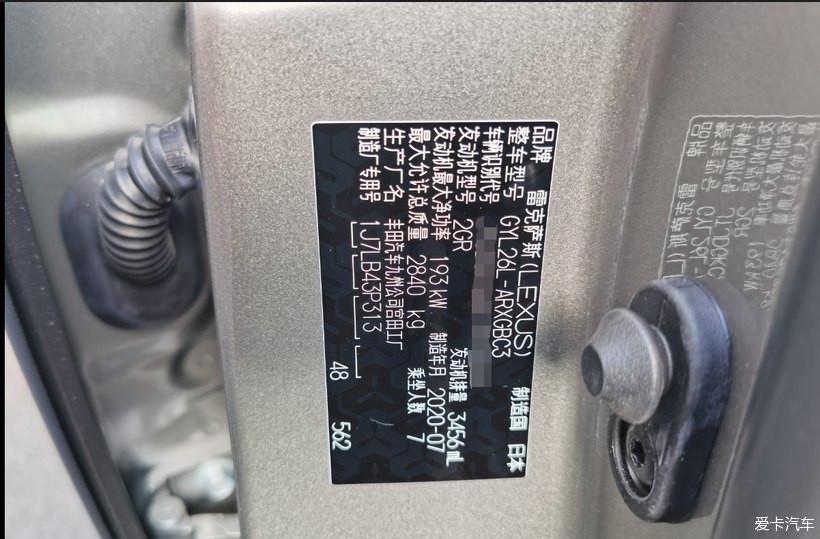 品牌 雷克萨斯(LEXUS) 制造国 日本
整车型号 GYL26L-ARXGBC3
车辆识别代号
发动机型号 2GR 发动机排量 3456mL
发动机最大净功率 193kW 制造年月 2020-07
最大允许总质量 2840 kg 乘坐人数 7
生产厂名 丰田汽车九州公司宫田工厂
制造厂专用号 1J7LB43P313 48 562
爱卡汽车